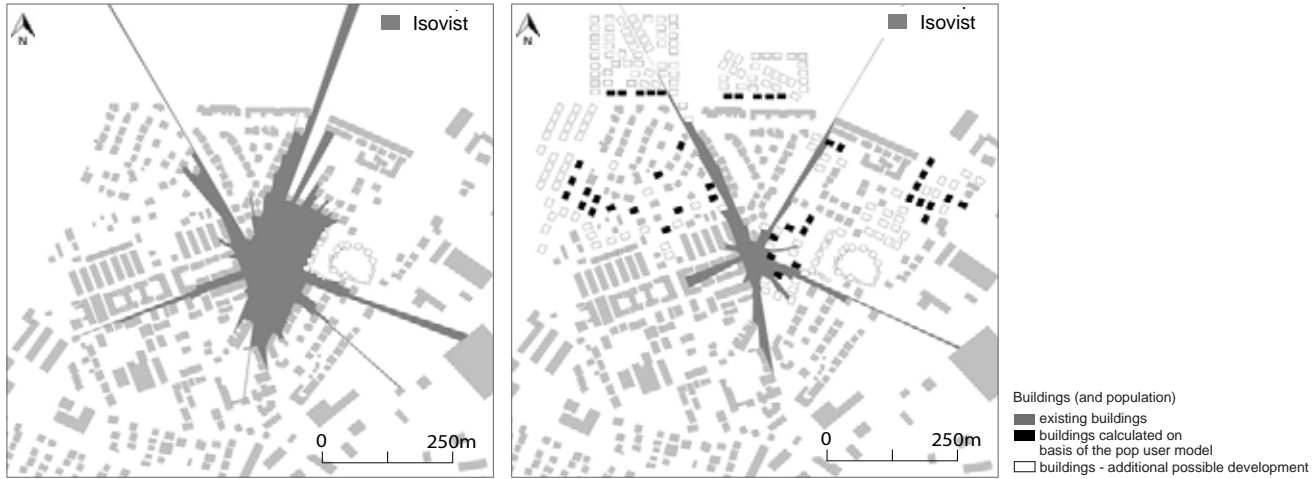 N
Isovist
0 250m
N
Isovist
0 250m
Buildings (and population)
existing buildings
buildings calculated on
basis of the pop user model
buildings - additional possible development